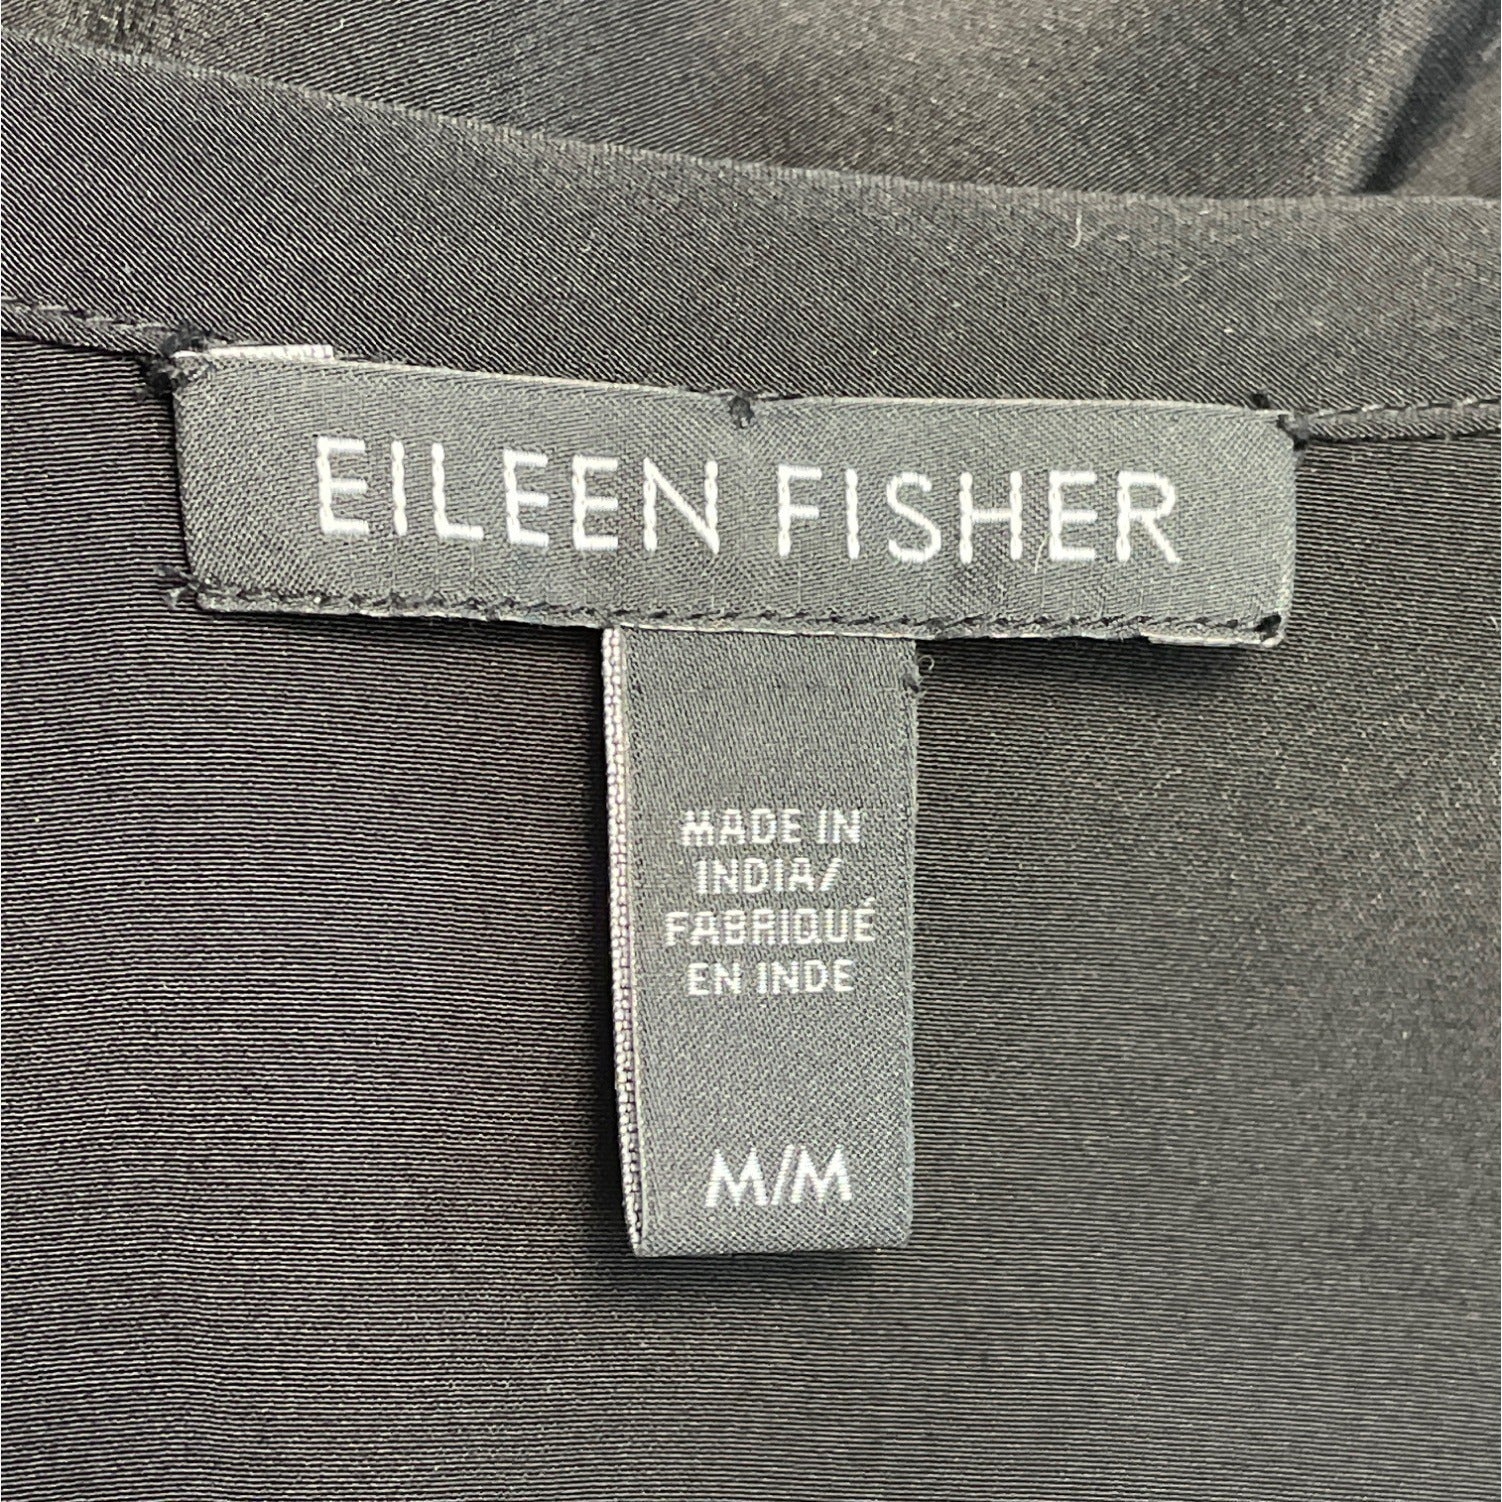 EILEEN FISHER
MADE IN
INDIA/
FABRIQUÉ
EN INDE
M/M